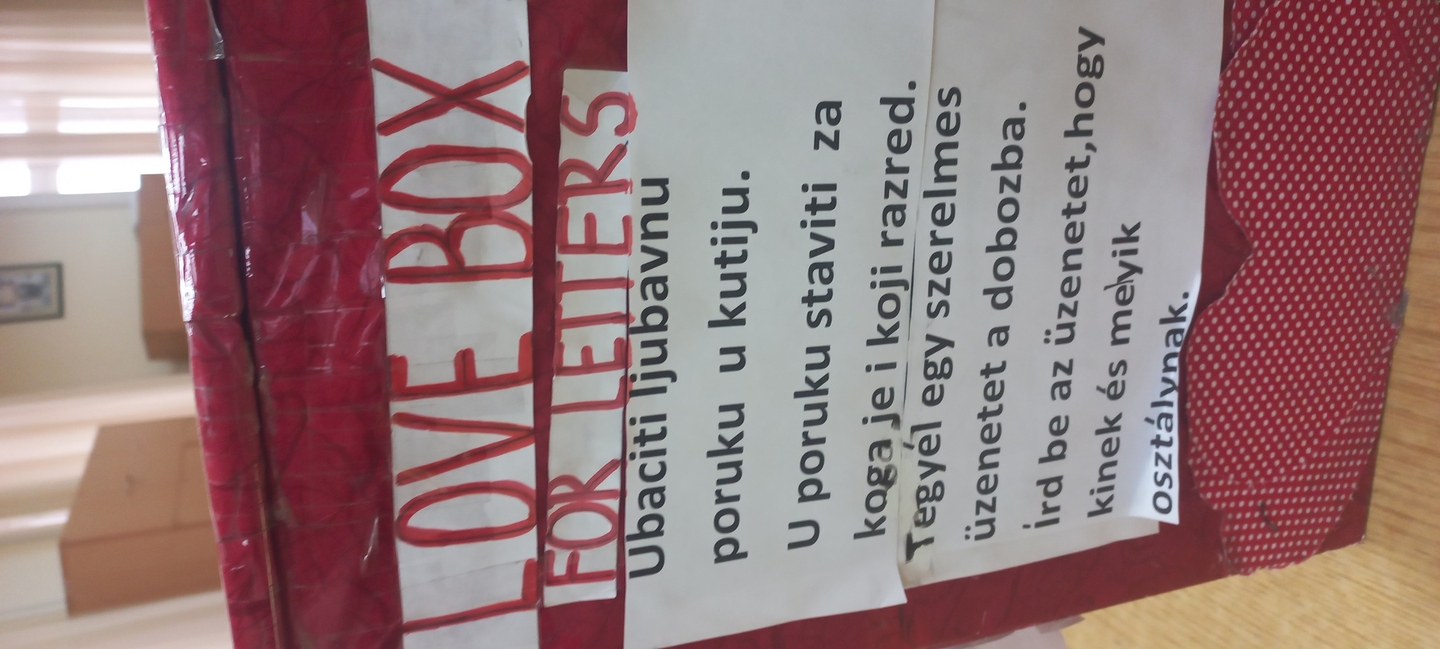 LOVE BOX
FOR LETTERS
Ubaciti ljubavnu
poruku u kutiju.
U poruku staviti za
koga je i koji razred.
Tegyél egy szerelmes
üzenetet a dobozba.
Írd be az üzenetet,hogy
kinek és melyik
osztálynak.